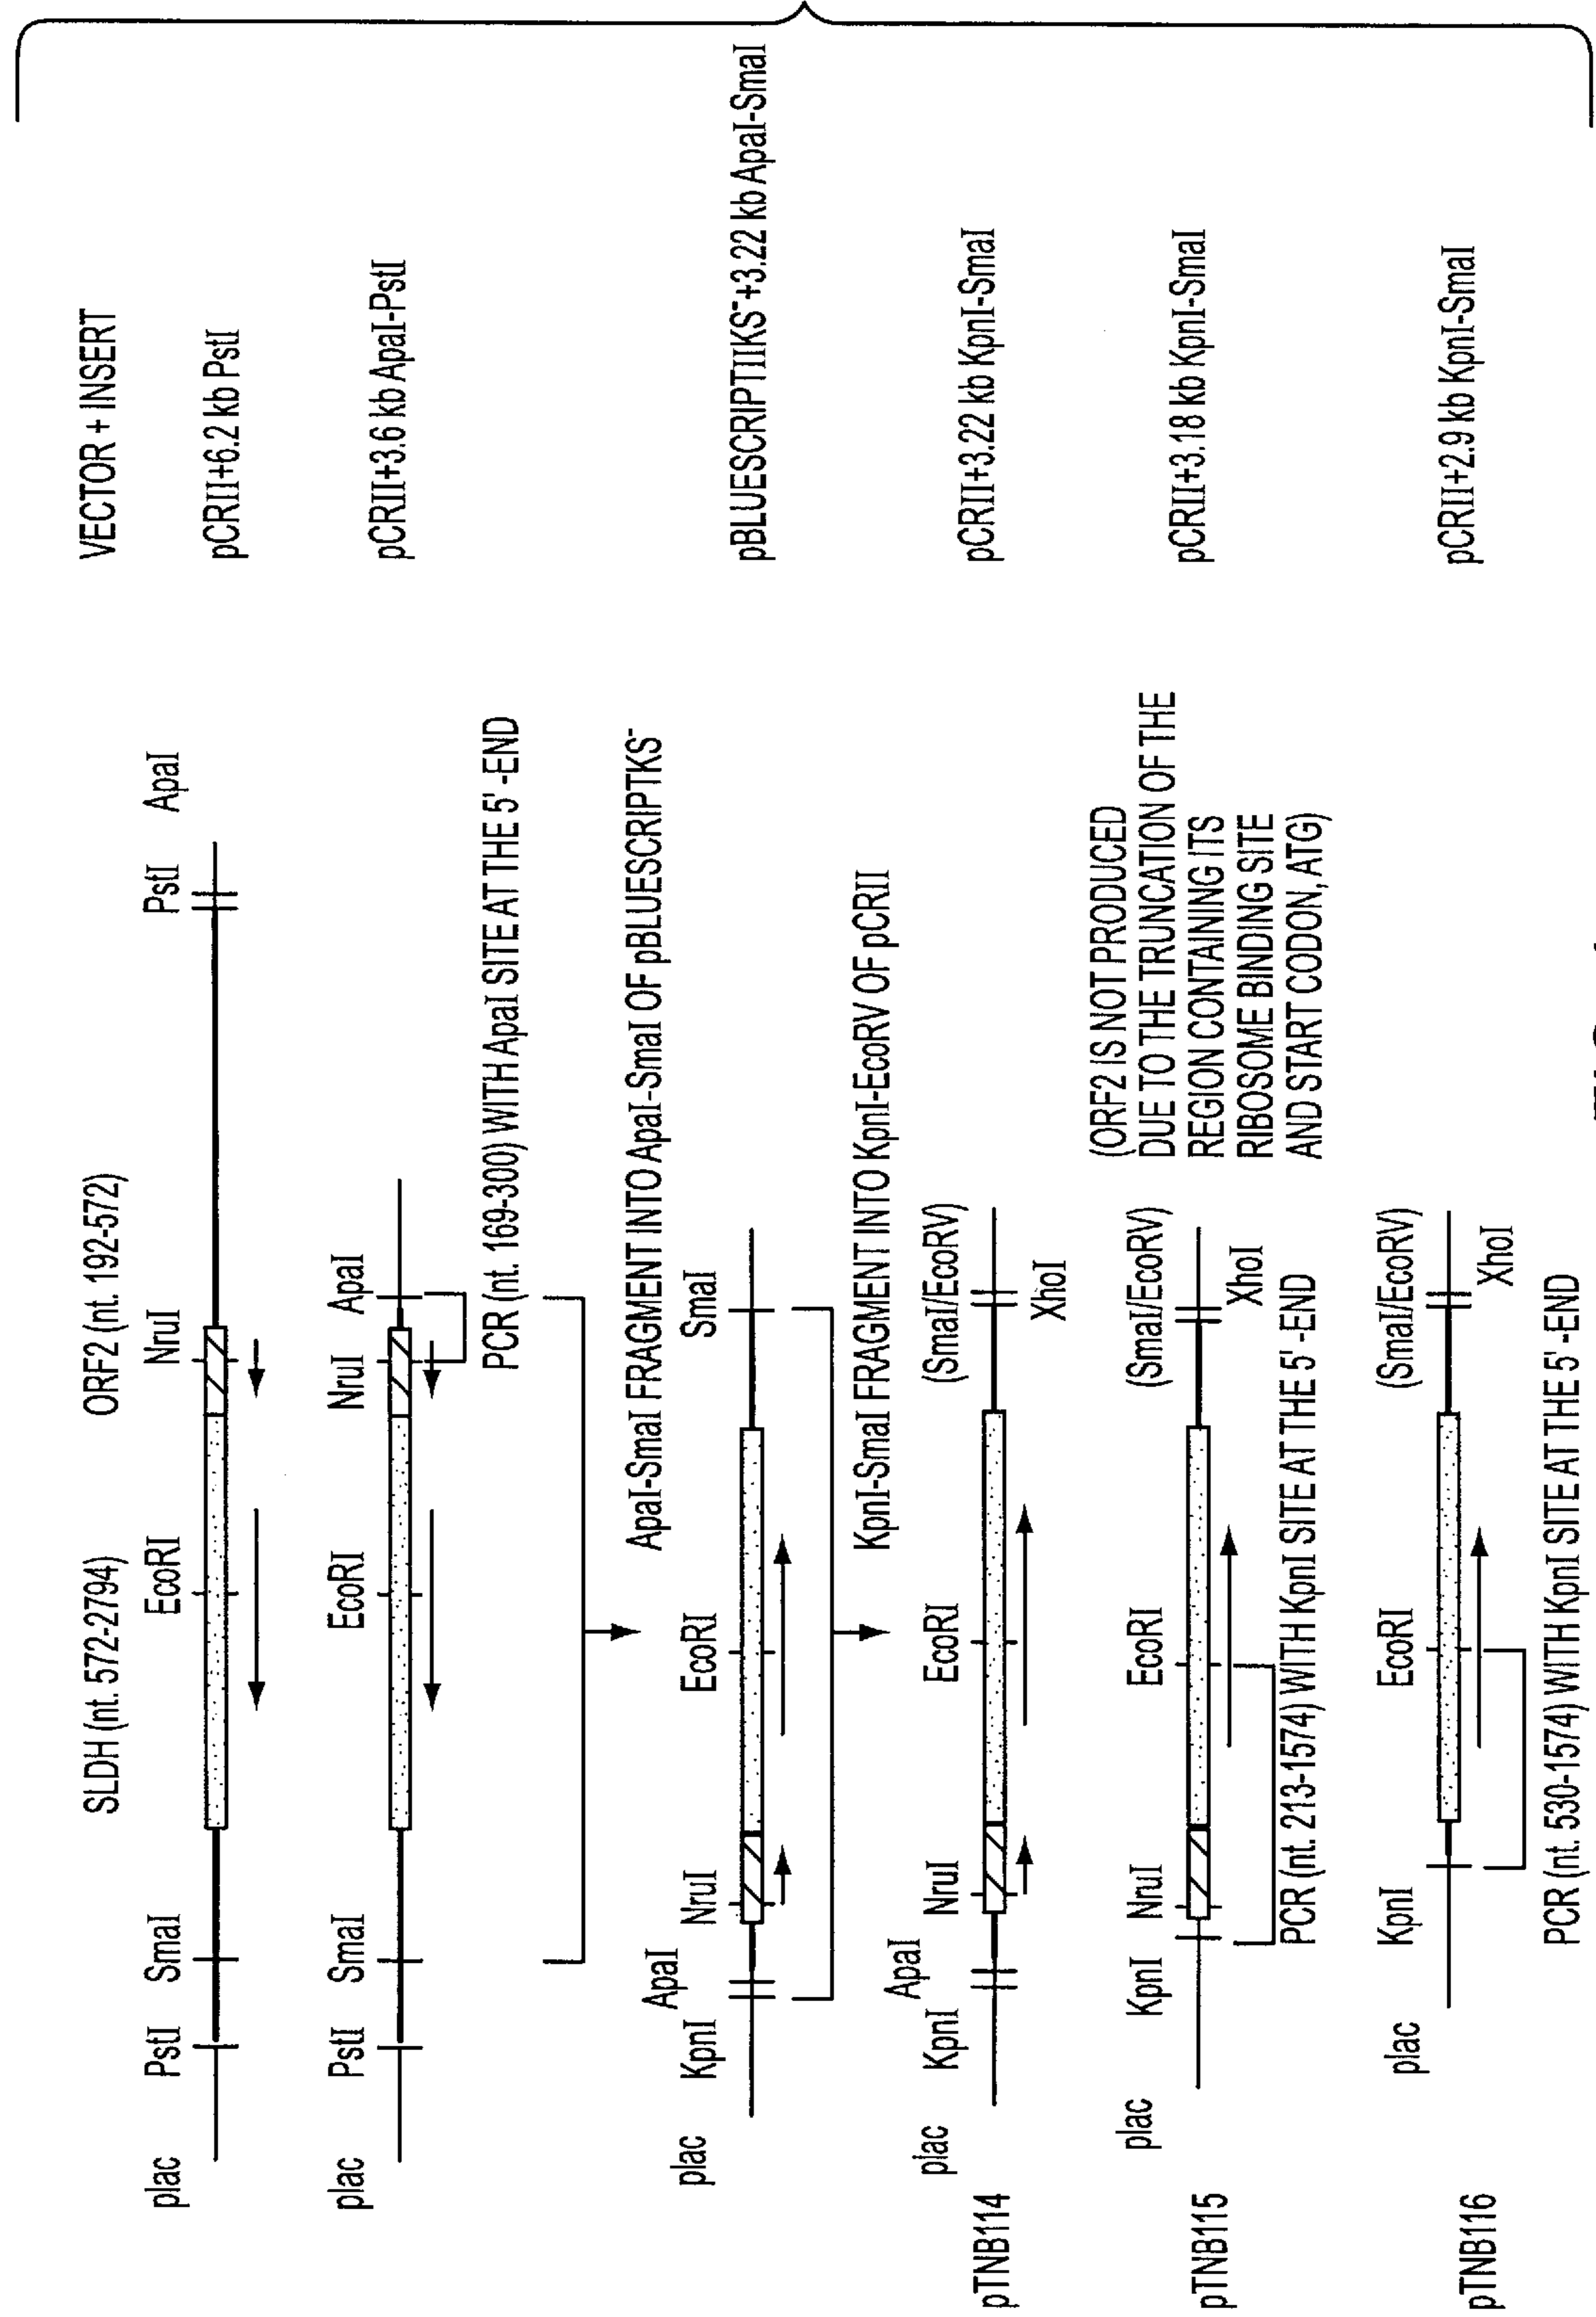 VECTOR + INSERT
SLDH (nt. 572-2794) ORF2 (nt. 192-572)
plac PstI SmaI EcoRI NruI PstI ApaI
pCRII+6.2 kb PstI
plac PstI SmaI EcoRI NruI ApaI
pCRII+3.6 kb ApaI-PstI
PCR (nt. 169-300) WITH ApaI SITE AT THE 5' -END
ApaI-SmaI FRAGMENT INTO ApaI-SmaI OF pBLUESCRIPTKS-
plac KpnI ApaI NruI EcoRI SmaI
pBLUESCRIPTIIKS-+3.22 kb ApaI-SmaI
KpnI-SmaI FRAGMENT INTO KpnI-EcoRV OF pCRII
pTNB114
plac KpnI ApaI NruI EcoRI (SmaI/EcoRV)
XhoI
pCRII+3.22 kb KpnI-SmaI
pTNB115
plac KpnI NruI EcoRI (SmaI/EcoRV)
XhoI
pCRII+3.18 kb KpnI-SmaI
(ORF2 IS NOT PRODUCED
DUE TO THE TRUNCATION OF THE
REGION CONTAINING ITS
RIBOSOME BINDING SITE
AND START CODON, ATG)
PCR (nt. 213-1574) WITH KpnI SITE AT THE 5' -END
pTNB116
plac KpnI EcoRI (SmaI/EcoRV)
XhoI
pCRII+2.9 kb KpnI-SmaI
PCR (nt. 530-1574) WITH KpnI SITE AT THE 5' -END